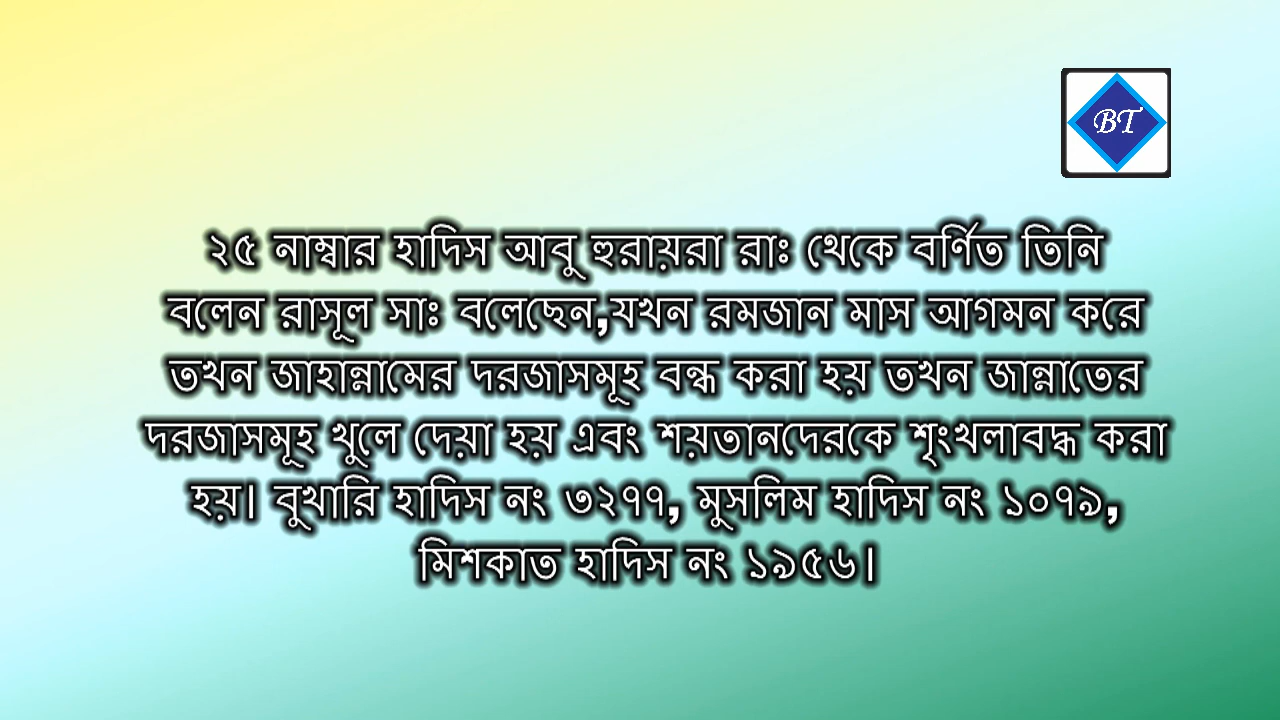 BT
২৫ নাম্বার হাদিস আবু হুরায়রা রাঃ থেকে বর্ণিত তিনি
বলেন রাসূল সাঃ বলেছেন,যখন রমজান মাস আগমন করে
তখন জাহান্নামের দরজাসমূহ বন্ধ করা হয় তখন জান্নাতের
দরজাসমূহ খুলে দেয়া হয় এবং শয়তানদেরকে শৃংখলাবদ্ধ করা
হয়। বুখারি হাদিস নং ৩২৭৭, মুসলিম হাদিস নং ১০৭৯,
মিশকাত হাদিস নং ১৯৫৬।